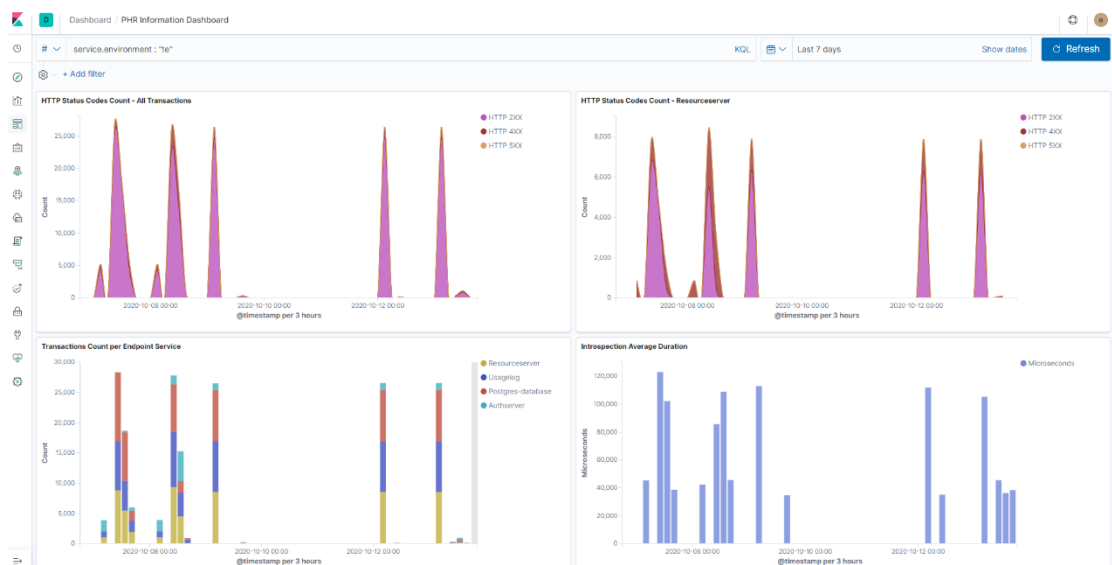 D Dashboard / PHR Information Dashboard e
# service.environment : "te" KQL Last 7 days Show dates Refresh
+ Add filter
HTTP Status Codes Count - All Transactions
25,000
20,000
15,000
10,000
5,000
0
Count
2020-10-08 00:00 2020-10-10 00:00 2020-10-12 00:00
@timestamp per 3 hours
HTTP 2XX
HTTP 4XX
HTTP 5XX
HTTP Status Codes Count - Resourceserver
8,000
6,000
4,000
2,000
0
Count
2020-10-08 00:00 2020-10-10 00:00 2020-10-12 00:00
@timestamp per 3 hours
HTTP 2XX
HTTP 4XX
HTTP 5XX
Transactions Count per Endpoint Service
30,000
25,000
20,000
15,000
10,000
5,000
0
Count
2020-10-08 00:00 2020-10-10 00:00 2020-10-12 00:00
@timestamp per 3 hours
Resourceserver
Usagelog
Postgres-database
Authserver
Introspection Average Duration
120,000
100,000
80,000
60,000
40,000
20,000
0
Microseconds
2020-10-08 00:00 2020-10-10 00:00 2020-10-12 00:00
@timestamp per 3 hours
Microseconds